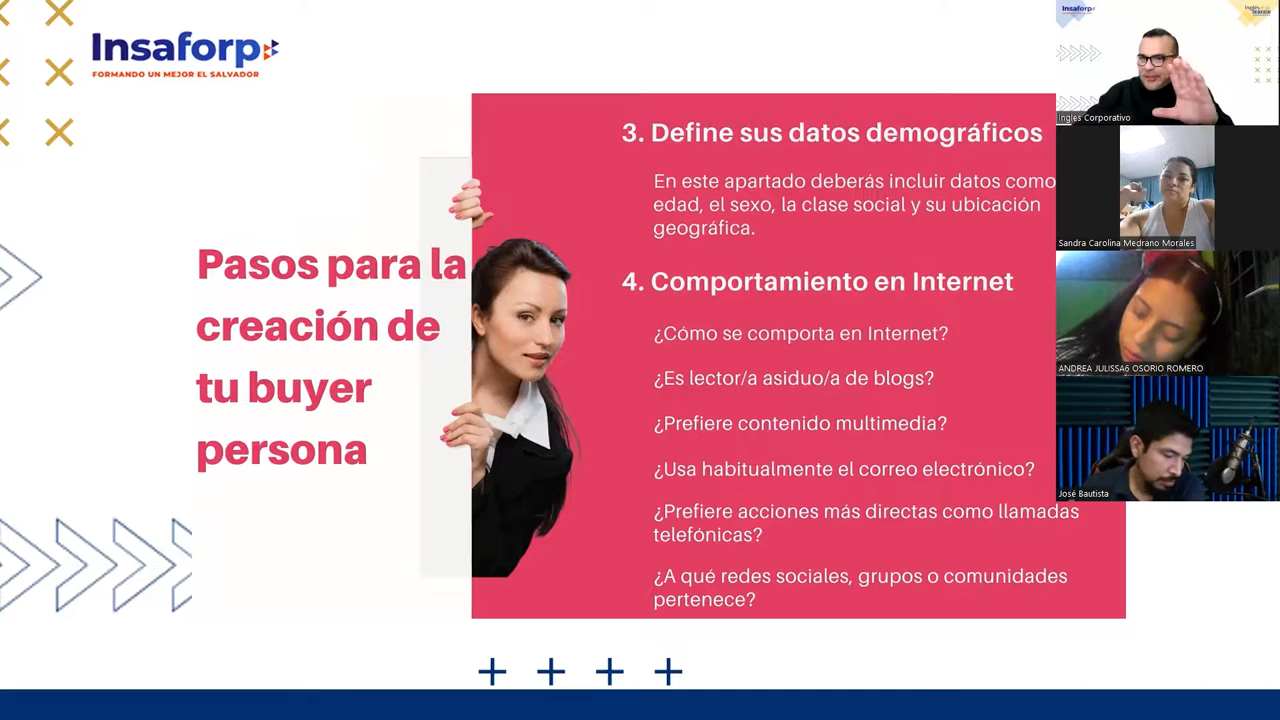 Insaforp
FORMANDO UN MEJOR EL SALVADOR
Pasos para la
creación de
tu buyer
persona
3. Define sus datos demográficos
En este apartado deberás incluir datos como
edad, el sexo, la clase social y su ubicación
geográfica.
4. Comportamiento en Internet
¿Cómo se comporta en Internet?
¿Es lector/a asiduo/a de blogs?
¿Prefiere contenido multimedia?
¿Usa habitualmente el correo electrónico?
¿Prefiere acciones más directas como llamadas
telefónicas?
¿A qué redes sociales, grupos o comunidades
pertenece?
Insaforp
Ingles Corporativo
Sandra Carolina Medrano Morales
ANDREA JULISSA6 OSORIO ROMERO
José Bautista